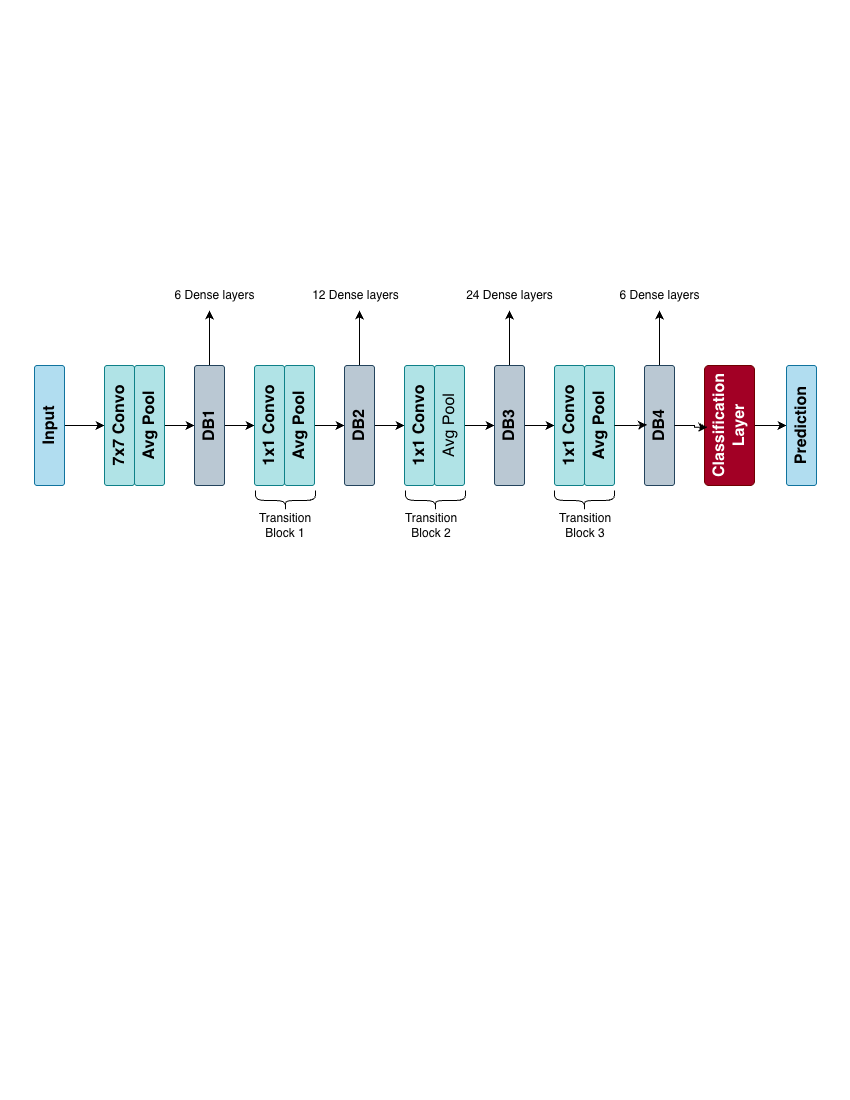 6 Dense layers
12 Dense layers
24 Dense layers
6 Dense layers
Input
7x7 Convo
Avg Pool
DB1
1x1 Convo
Avg Pool
DB2
1x1 Convo
Avg Pool
DB3
1x1 Convo
Avg Pool
DB4
Classification
Layer
Prediction
Transition
Block 1
Transition
Block 2
Transition
Block 3